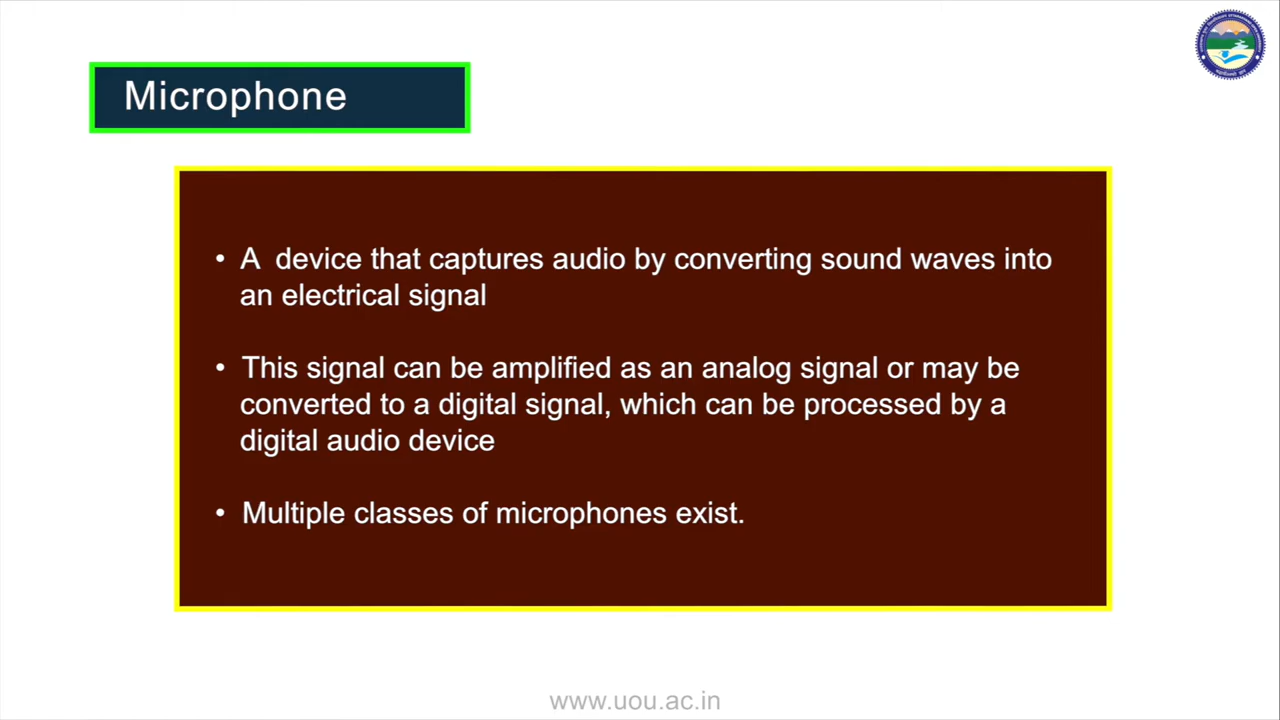 Microphone
• A  device that captures audio by converting sound waves into
an electrical signal
• This signal can be amplified as an analog signal or may be
converted to a digital signal, which can be processed by a
digital audio device
• Multiple classes of microphones exist.
www.uou.ac.in